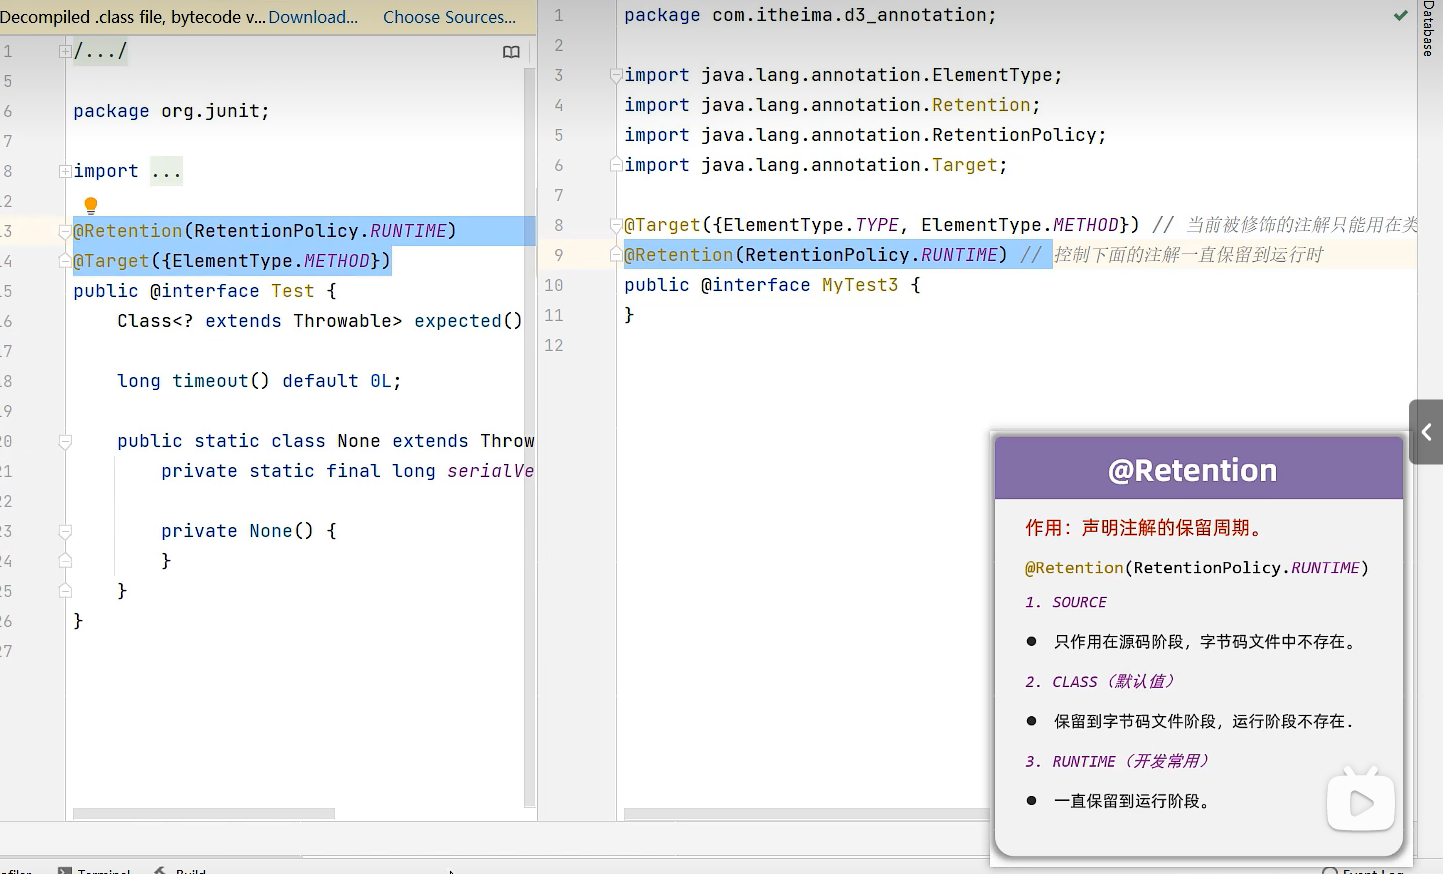 Decompiled .class file, bytecode v... Download... Choose Sources...
1 /.../
5
6 package org.junit;
7
8 import ...
2
3 @Retention(RetentionPolicy.RUNTIME)
4 @Target({ElementType.METHOD})
5 public @interface Test {
6 Class<? extends Throwable> expected()
7
8 long timeout() default 0L;
9
0 public static class None extends Throw
1 private static final long serialVe
2
3 private None() {
4 }
5 }
6 }
7
1 package com.itheima.d3_annotation;
2
3 import java.lang.annotation.ElementType;
4 import java.lang.annotation.Retention;
5 import java.lang.annotation.RetentionPolicy;
6 import java.lang.annotation.Target;
7
8 @Target({ElementType.TYPE, ElementType.METHOD}) // 当前被修饰的注解只能用在类
9 @Retention(RetentionPolicy.RUNTIME) // 控制下面的注解一直保留到运行时
10 public @interface MyTest3 {
11 }
12
Database
@Retention
作用：声明注解的保留周期。
@Retention(RetentionPolicy.RUNTIME)
1. SOURCE
● 只作用在源码阶段，字节码文件中不存在。
2. CLASS（默认值）
● 保留到字节码文件阶段，运行阶段不存在.
3. RUNTIME（开发常用）
● 一直保留到运行阶段。
Terminal Build Event Log